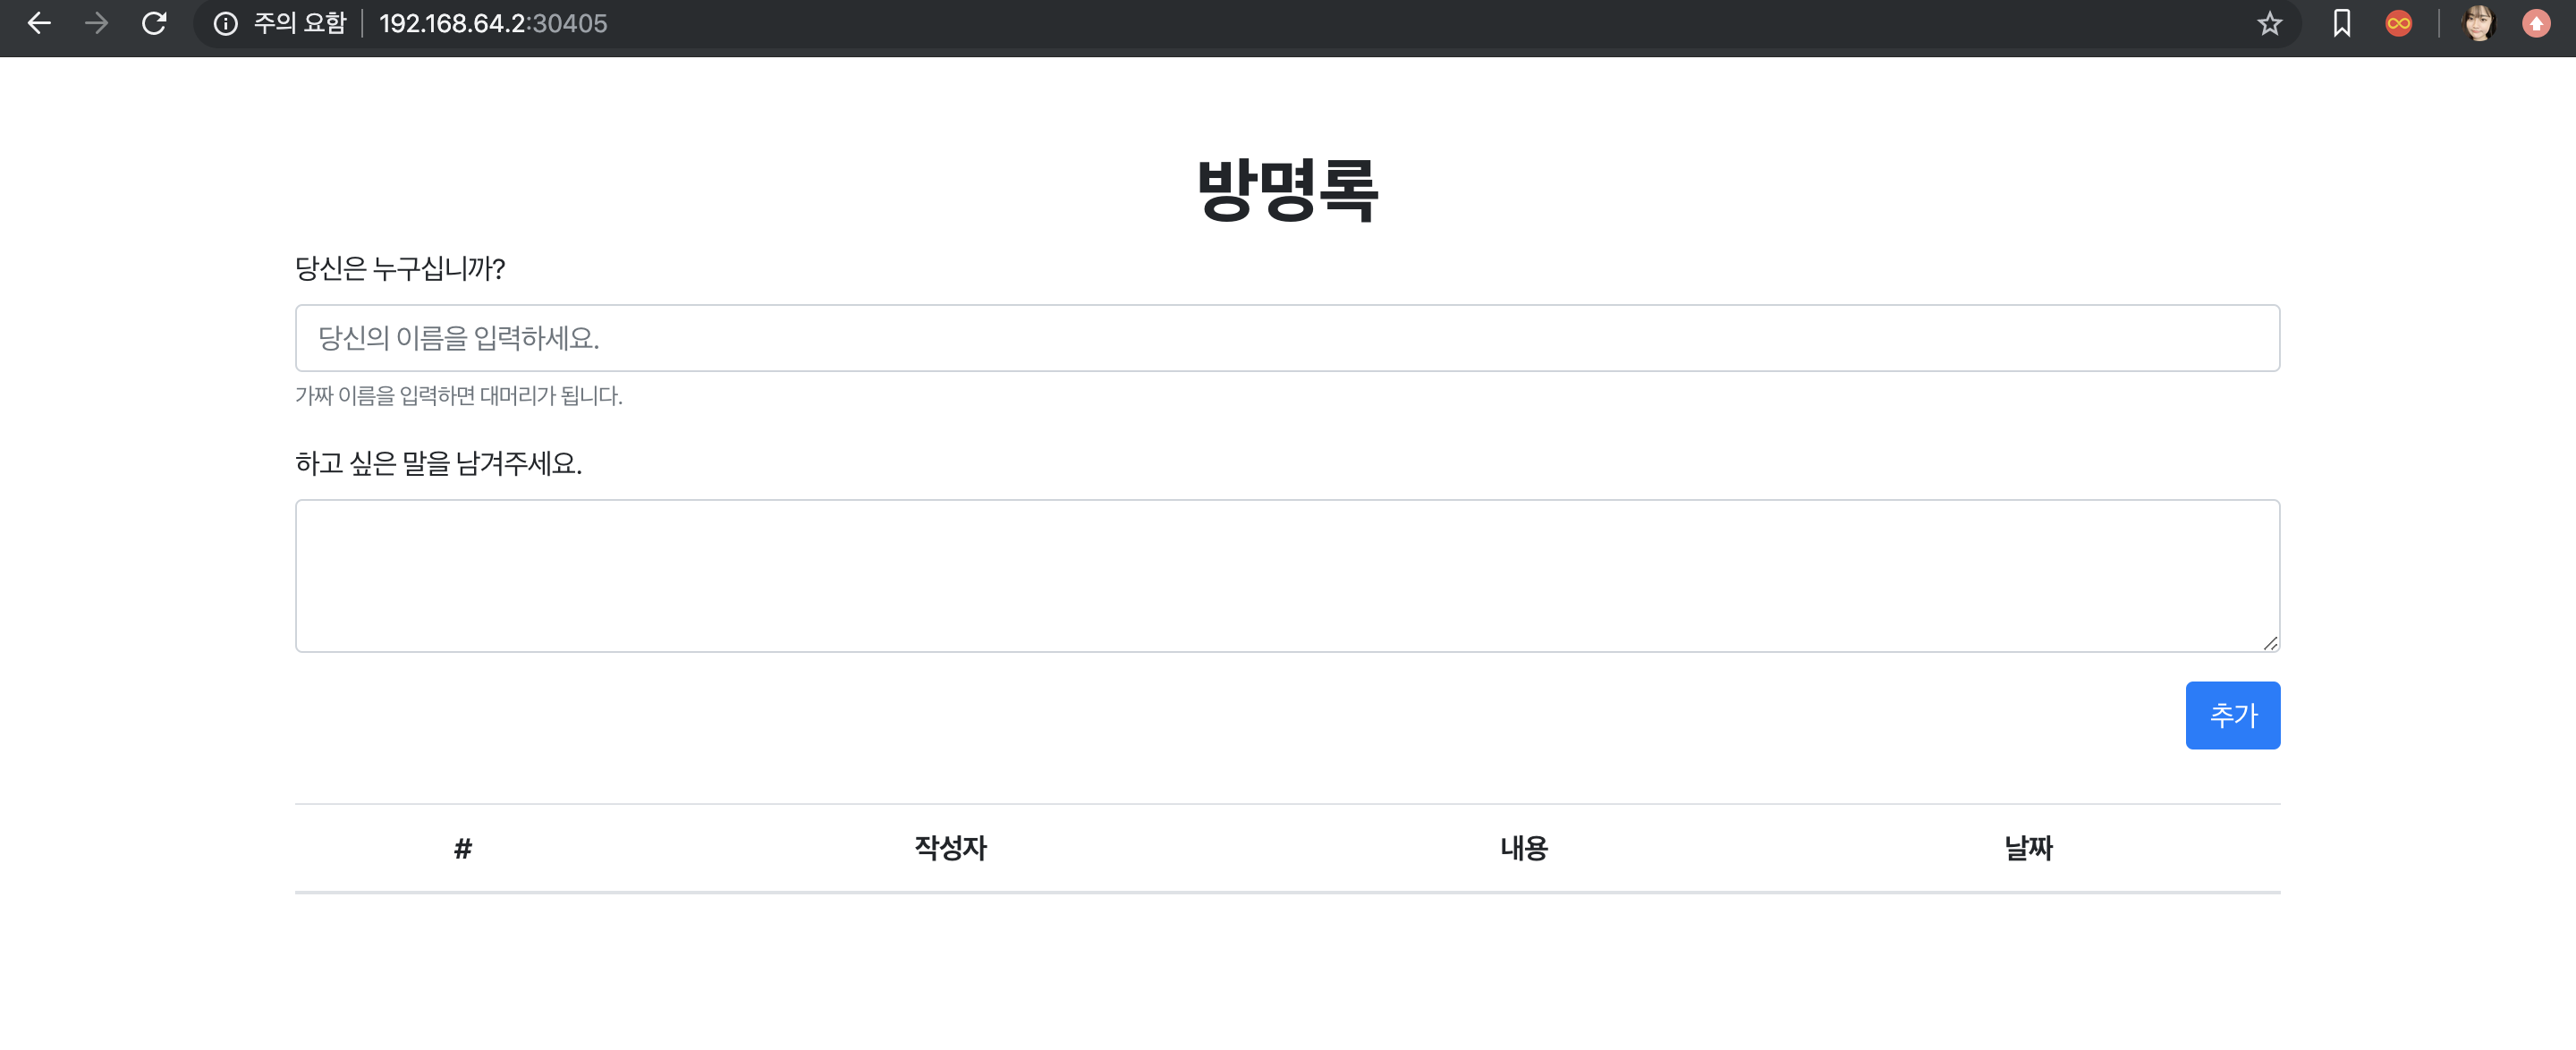 주의 요함 192.168.64.2:30405
방명록
당신은 누구십니까?
당신의 이름을 입력하세요.
가짜 이름을 입력하면 대머리가 됩니다.
하고 싶은 말을 남겨주세요.
추가
# 작성자 내용 날짜